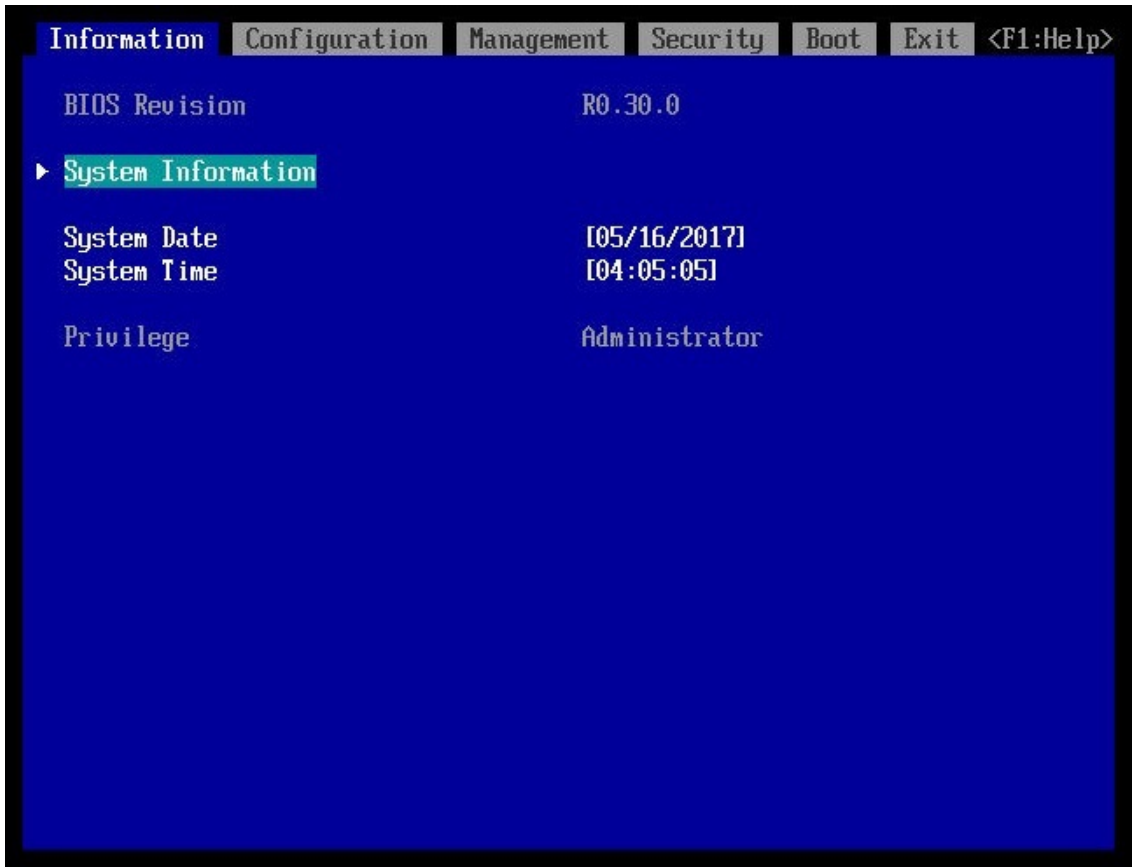 Information Configuration Management Security Boot Exit <F1:Help>
BIOS Revision R0.30.0
System Information
System Date [05/16/2017]
System Time [04:05:05]
Privilege Administrator